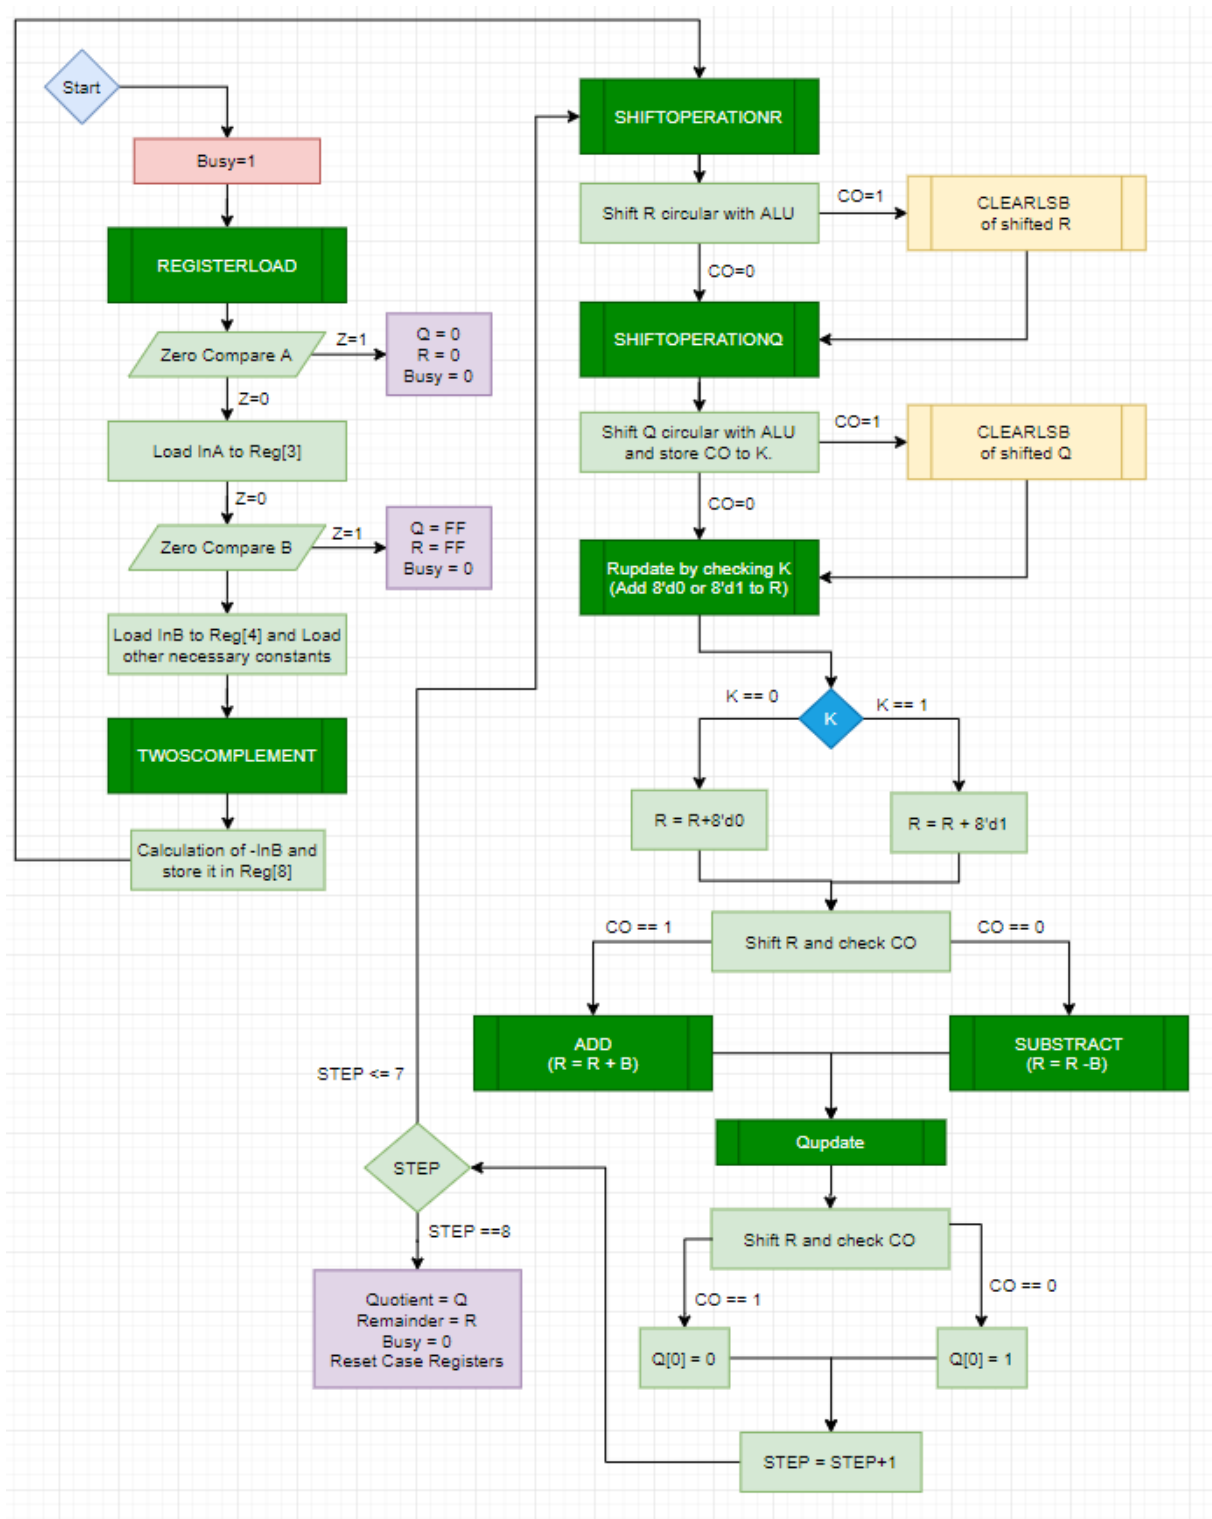 Start
Busy=1
REGISTERLOAD
Zero Compare A
Z=1
Q = 0
R = 0
Busy = 0
Z=0
Load InA to Reg[3]
Z=0
Zero Compare B
Z=1
Q = FF
R = FF
Busy = 0
Load InB to Reg[4] and Load
other necessary constants
TWOSCOMPLEMENT
Calculation of -InB and
store it in Reg[8]
SHIFTOPERATIONR
Shift R circular with ALU
CO=1
CLEARLSB
of shifted R
CO=0
SHIFTOPERATIONQ
Shift Q circular with ALU
and store CO to K.
CO=1
CLEARLSB
of shifted Q
CO=0
Rupdate by checking K
(Add 8'd0 or 8'd1 to R)
K == 0
K
K == 1
R = R+8'd0
R = R + 8'd1
Shift R and check CO
CO == 1
CO == 0
ADD
(R = R + B)
SUBSTRACT
(R = R -B)
Qupdate
Shift R and check CO
CO == 1
CO == 0
Q[0] = 0
Q[0] = 1
STEP = STEP+1
STEP <= 7
STEP
STEP ==8
Quotient = Q
Remainder = R
Busy = 0
Reset Case Registers